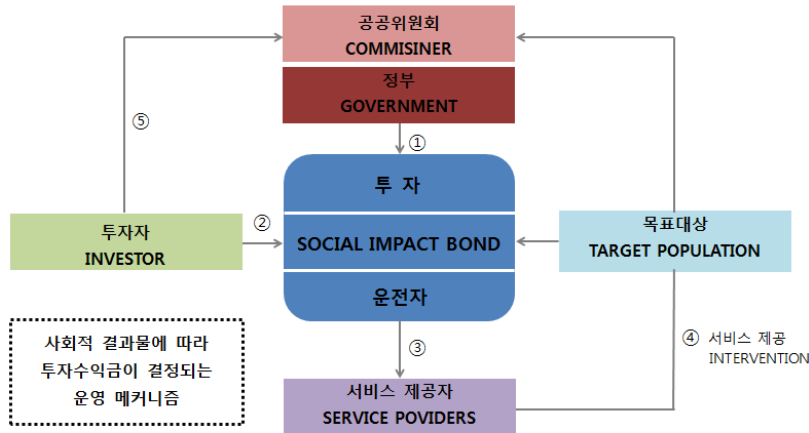 공공위원회
COMMISINER
정부
GOVERNMENT
⑤
①
투 자
투자자
INVESTOR
②
SOCIAL IMPACT BOND
목표대상
TARGET POPULATION
운전자
사회적 결과물에 따라
투자수익금이 결정되는
운영 메커니즘
③
④ 서비스 제공
INTERVENTION
서비스 제공자
SERVICE POVIDERS